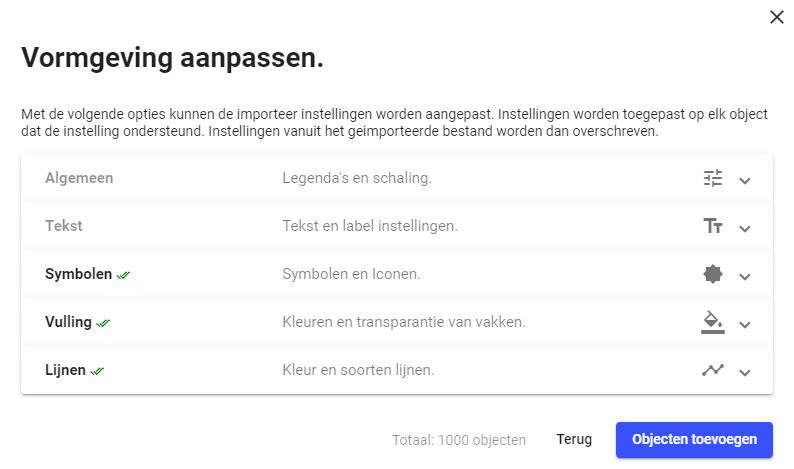 Vormgeving aanpassen.
Met de volgende opties kunnen de importeer instellingen worden aangepast. Instellingen worden toegepast op elk object
dat de instelling ondersteund. Instellingen vanuit het geimporteerde bestand worden dan overschreven.
Algemeen Legenda's en schaling.
Tekst Tekst en label instellingen.
Symbolen Symbolen en Iconen.
Vulling Kleuren en transparantie van vakken.
Lijnen Kleur en soorten lijnen.
Totaal: 1000 objecten Terug Objecten toevoegen